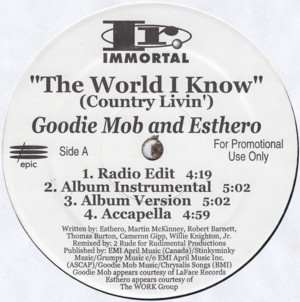 Ir.
IMMORTAL
"The World I Know"
(Country Livin')
Goodie Mob and Esthero
epic
Side A
For Promotional
Use Only
1. Radio Edit 4:19
2. Album Instrumental 5:02
3. Album Version 5:02
4. Accapella 4:59
Written by: Esthero, Martin McKinney, Robert Barnett,
Thomas Burton, Cameron Gipp, Willie Knighton, Jr.
Remixed by: 2 Rude for Rudimental Productions
Published by: EMI April Music (Canada)/Stinkyminky
Music/Grumpy Music c/o EMI April Music Inc.
(ASCAP)/Goodie Mob Music/Chrysalis Songs (BMI)
Goodie Mob appears courtesy of LaFace Records
Esthero appears courtesy of
The WORK Group